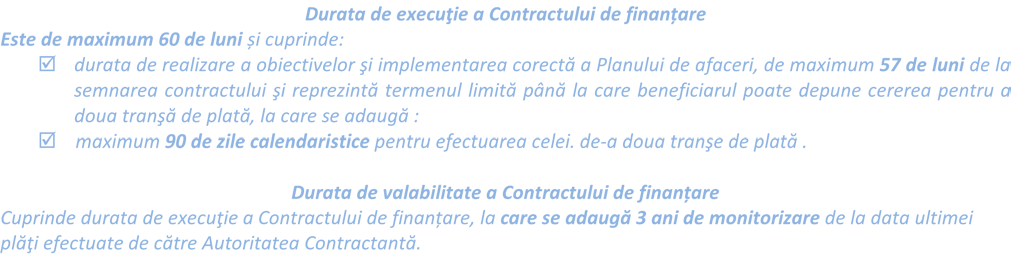 Durata de execuţie a Contractului de finanțare
Este de maximum 60 de luni și cuprinde:
durata de realizare a obiectivelor şi implementarea corectă a Planului de afaceri, de maximum 57 de luni de la
semnarea contractului şi reprezintă termenul limită până la care beneficiarul poate depune cererea pentru a
doua tranşă de plată, la care se adaugă :
maximum 90 de zile calendaristice pentru efectuarea celei. de-a doua tranşe de plată .
Durata de valabilitate a Contractului de finanțare
Cuprinde durata de execuţie a Contractului de finanțare, la care se adaugă 3 ani de monitorizare de la data ultimei
plăţi efectuate de către Autoritatea Contractantă.